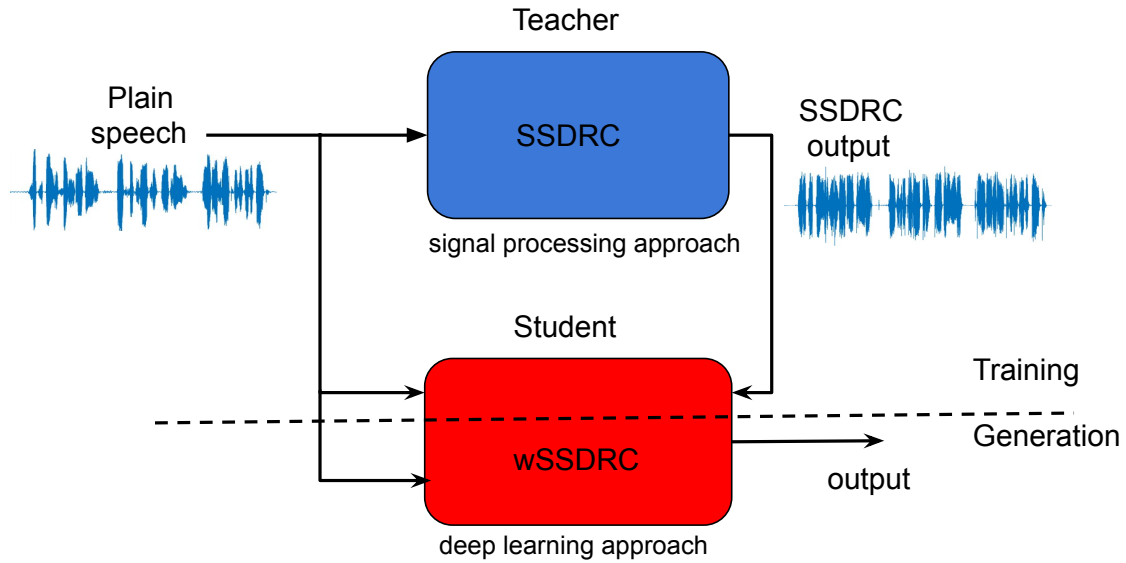 Teacher
Plain
speech
SSDRC
SSDRC
output
signal processing approach
Student
Training
Generation
wSSDRC
output
deep learning approach